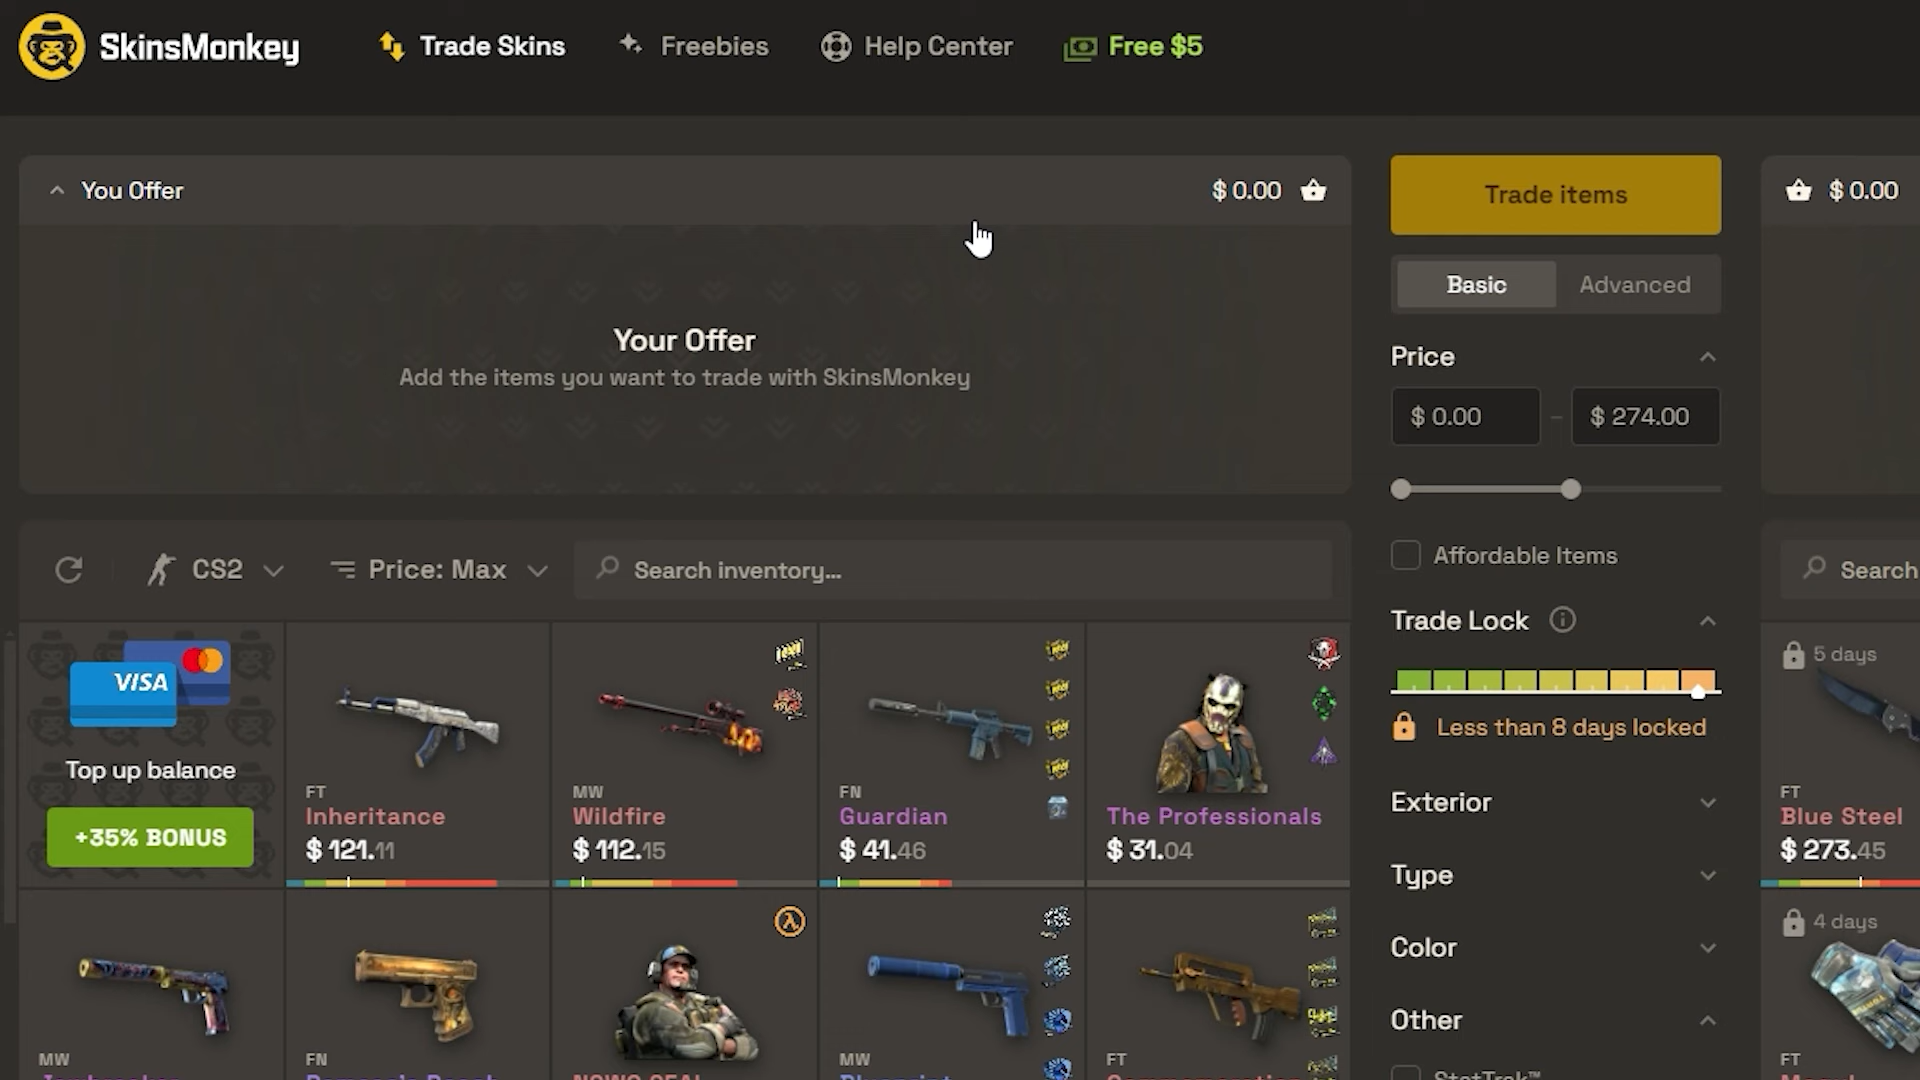 SkinsMonkey
Trade Skins
Freebies
Help Center
Free $5
You Offer
$ 0.00
Your Offer
Add the items you want to trade with SkinsMonkey
Trade items
Basic
Advanced
Price
$ 0.00 – $ 274.00
Affordable Items
Trade Lock
Less than 8 days locked
Exterior
Type
Color
Other
StatTrak™
$ 0.00
CS2
Price: Max
Search inventory...
VISA
Top up balance
+35% BONUS
FT
Inheritance
$ 121.11
MW
Wildfire
$ 112.15
FN
Guardian
$ 41.46
The Professionals
$ 31.04
MW
FN
MW
FT
Search
5 days
FT
Blue Steel
$ 273.45
4 days
FT